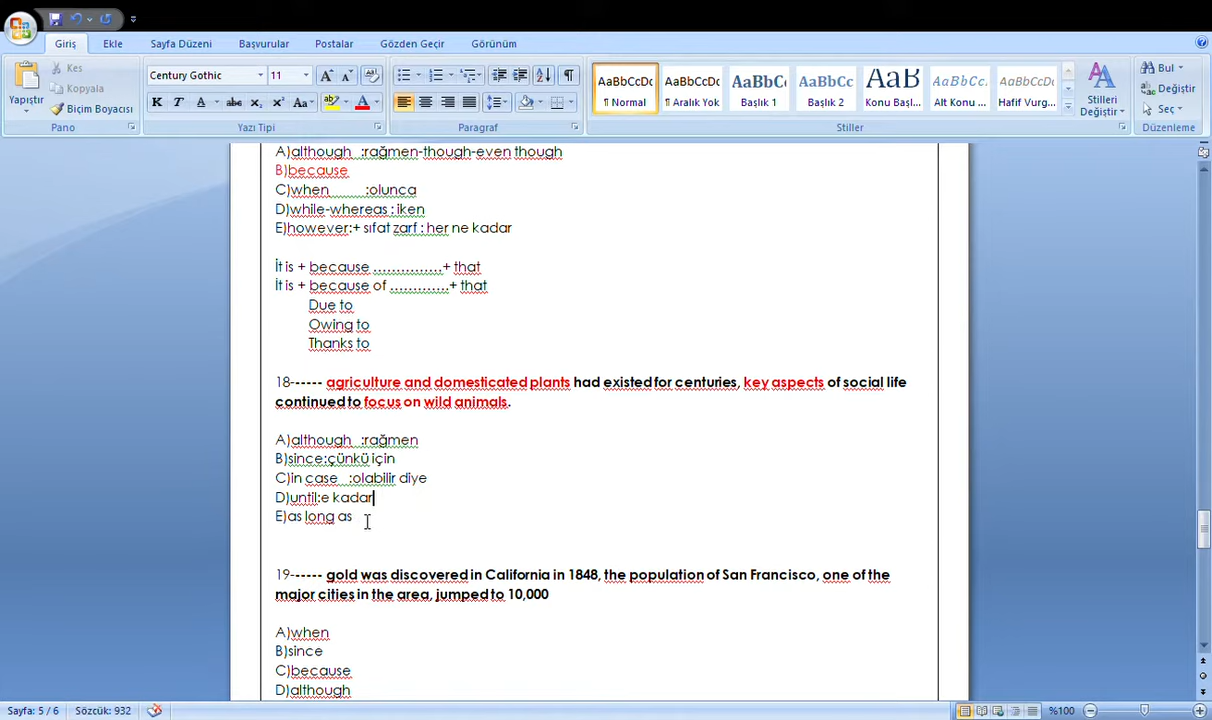 Giriş Ekle Sayfa Düzeni Başvurular Postalar Gözden Geçir Görünüm
Yapıştır
Kes
Kopyala
Biçim Boyacısı
Pano
Century Gothic 11
K T A abc x₂ x² Aa
Yazı Tipi
Paragraf
AaBbCcDc AaBbCcDc AaBbCc AaBbCc AaB AaBbCc. AaBbCcDc
¶ Normal ¶ Aralık Yok Başlık 1 Başlık 2 Konu Başl... Alt Konu ... Hafif Vurg...
Stilleri
Değiştir
Stiller
Bul
Değiştir
Seç
Düzenleme
A)although :rağmen-though-even though
B)because
C)when :olunca
D)while-whereas : iken
E)however:+ sıfat zarf : her ne kadar
İt is + because ……………+ that
İt is + because of ………….+ that
Due to
Owing to
Thanks to
18------ agriculture and domesticated plants had existed for centuries, key aspects of social life
continued to focus on wild animals.
A)although :rağmen
B)since:çünkü için
C)in case :olabilir diye
D)until:e kadar
E)as long as
19------ gold was discovered in California in 1848, the population of San Francisco, one of the
major cities in the area, jumped to 10,000
A)when
B)since
C)because
D)although
Sayfa: 5 / 6 Sözcük: 932 %100